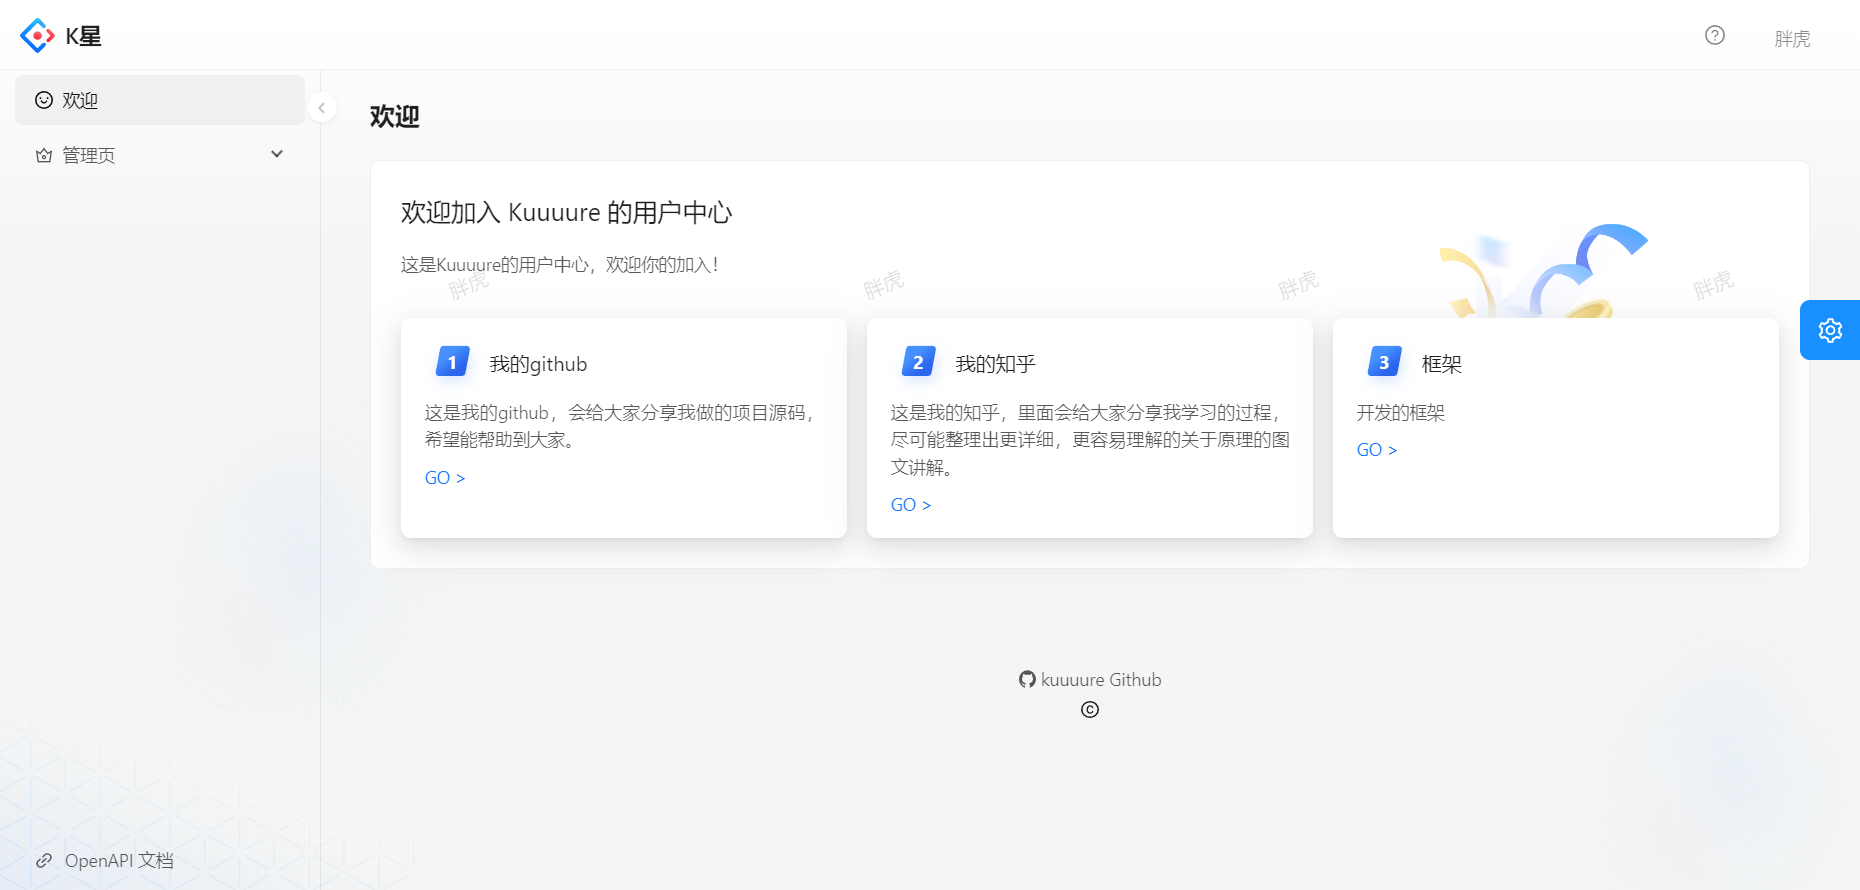 K星
胖虎
欢迎
管理页
欢迎
欢迎加入 Kuuuure 的用户中心
这是Kuuuure的用户中心，欢迎你的加入！
胖虎
胖虎
胖虎
胖虎
1
我的github
这是我的github，会给大家分享我做的项目源码，
希望能帮助到大家。
GO >
2
我的知乎
这是我的知乎，里面会给大家分享我学习的过程，
尽可能整理出更详细，更容易理解的关于原理的图
文讲解。
GO >
3
框架
开发的框架
GO >
kuuuure Github
©
OpenAPI 文档